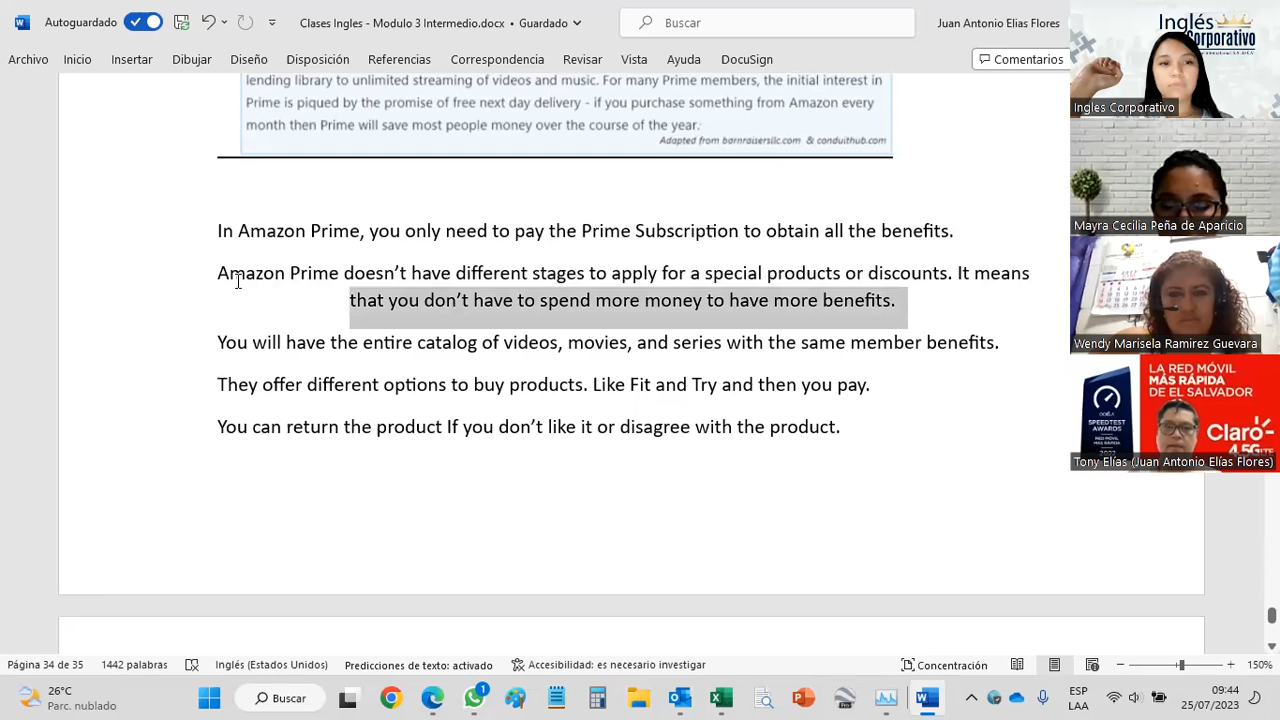 Autoguardado
Clases Ingles - Modulo 3 Intermedio.docx • Guardado
Buscar
Juan Antonio Elias Flores
Archivo Inicio Insertar Dibujar Diseño Disposición Referencias Correspondencia Revisar Vista Ayuda DocuSign
Comentarios
lending library to unlimited streaming of videos and music. For many Prime members, the initial interest in
Prime is piqued by the promise of free next day delivery - if you purchase something from Amazon every
month then Prime will save most people money over the course of the year.
Adapted from barnraisersllc.com & conduithub.com
In Amazon Prime, you only need to pay the Prime Subscription to obtain all the benefits.
Amazon Prime doesn’t have different stages to apply for a special products or discounts. It means
that you don’t have to spend more money to have more benefits.
You will have the entire catalog of videos, movies, and series with the same member benefits.
They offer different options to buy products. Like Fit and Try and then you pay.
You can return the product If you don’t like it or disagree with the product.
Inglés
Corporativo
Ingles Corporativo
Mayra Cecilia Peña de Aparicio
Wendy Marisela Ramirez Guevara
LA RED MÓVIL
MÁS RÁPIDA
DE EL SALVADOR
SPEEDTEST
AWARDS
Claro
4.5G
Tony Elías (Juan Antonio Elías Flores)
Página 34 de 35 1442 palabras Inglés (Estados Unidos) Predicciones de texto: activado Accesibilidad: es necesario investigar
Concentración
150%
26°C
Parc. nublado
Buscar
1
ESP
LAA
09:44
25/07/2023